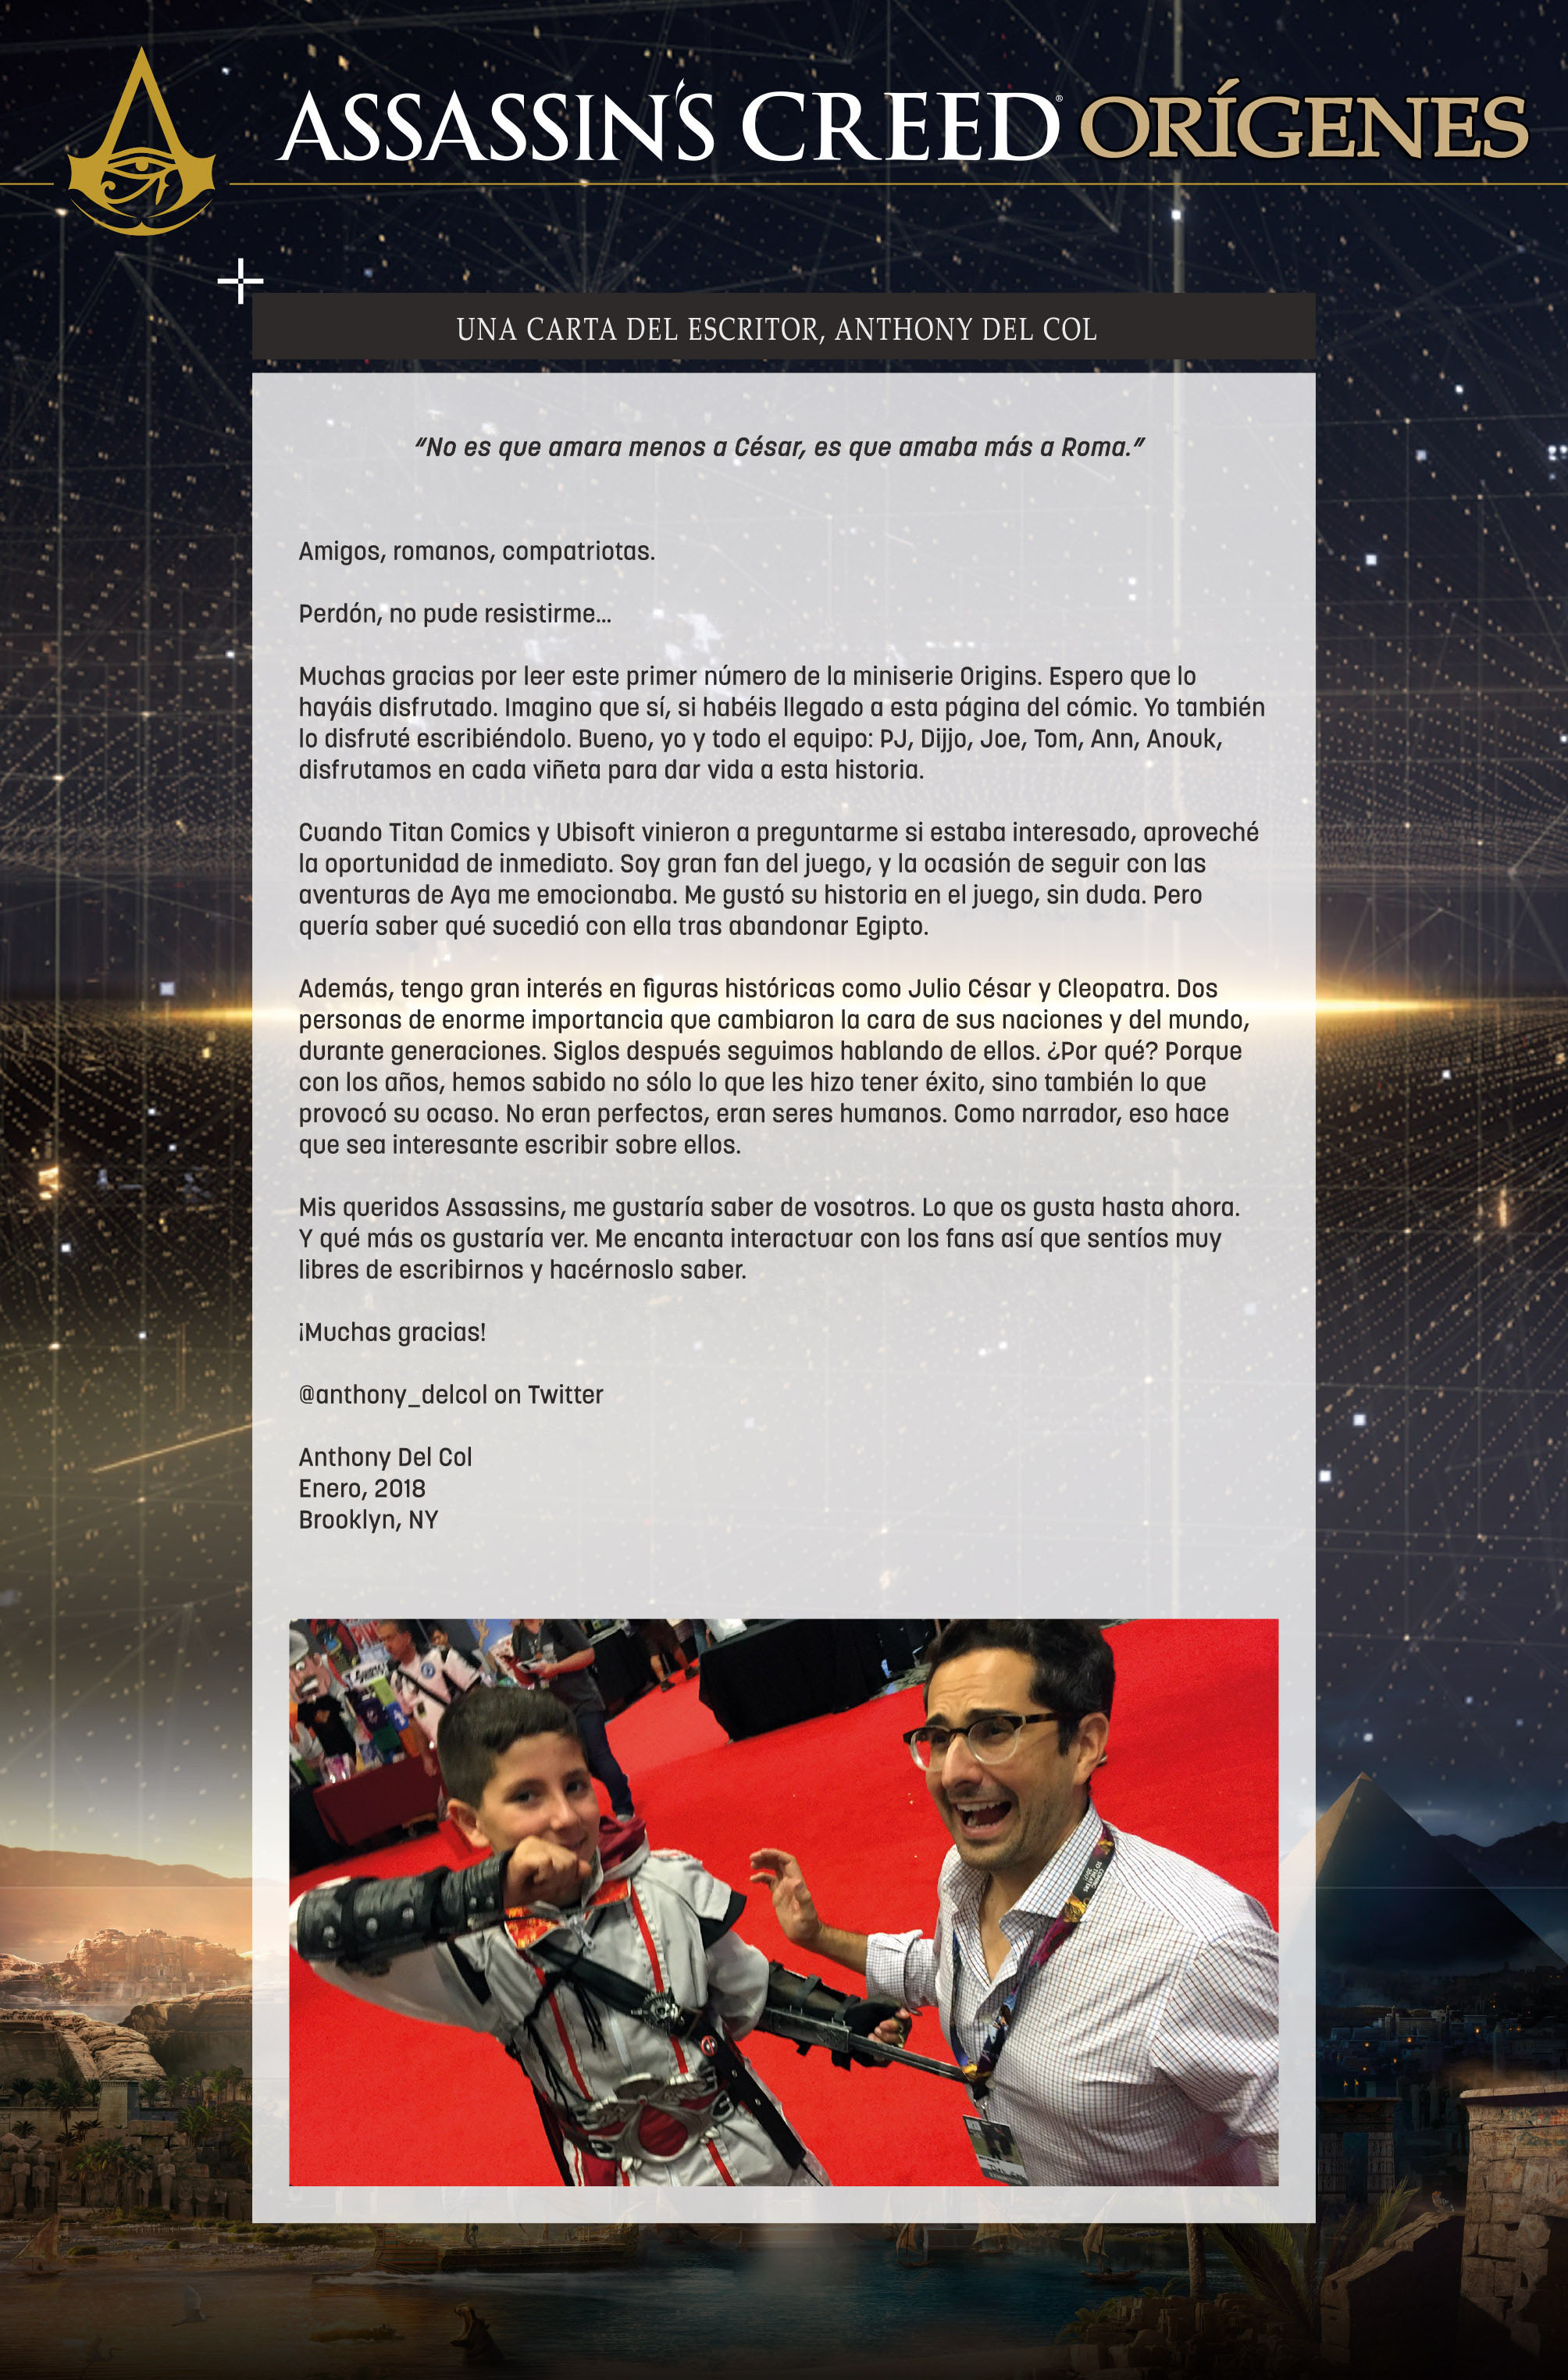 ASSASSIN'S CREED® ORÍGENES
UNA CARTA DEL ESCRITOR, ANTHONY DEL COL
“No es que amara menos a César, es que amaba más a Roma.”
Amigos, romanos, compatriotas.
Perdón, no pude resistirme...
Muchas gracias por leer este primer número de la miniserie Origins. Espero que lo
hayáis disfrutado. Imagino que sí, si habéis llegado a esta página del cómic. Yo también
lo disfruté escribiéndolo. Bueno, yo y todo el equipo: PJ, Dijjo, Joe, Tom, Ann, Anouk,
disfrutamos en cada viñeta para dar vida a esta historia.
Cuando Titan Comics y Ubisoft vinieron a preguntarme si estaba interesado, aproveché
la oportunidad de inmediato. Soy gran fan del juego, y la ocasión de seguir con las
aventuras de Aya me emocionaba. Me gustó su historia en el juego, sin duda. Pero
quería saber qué sucedió con ella tras abandonar Egipto.
Además, tengo gran interés en figuras históricas como Julio César y Cleopatra. Dos
personas de enorme importancia que cambiaron la cara de sus naciones y del mundo,
durante generaciones. Siglos después seguimos hablando de ellos. ¿Por qué? Porque
con los años, hemos sabido no sólo lo que les hizo tener éxito, sino también lo que
provocó su ocaso. No eran perfectos, eran seres humanos. Como narrador, eso hace
que sea interesante escribir sobre ellos.
Mis queridos Assassins, me gustaría saber de vosotros. Lo que os gusta hasta ahora.
Y qué más os gustaría ver. Me encanta interactuar con los fans así que sentíos muy
libres de escribirnos y hacérnoslo saber.
¡Muchas gracias!
@anthony_delcol on Twitter
Anthony Del Col
Enero, 2018
Brooklyn, NY